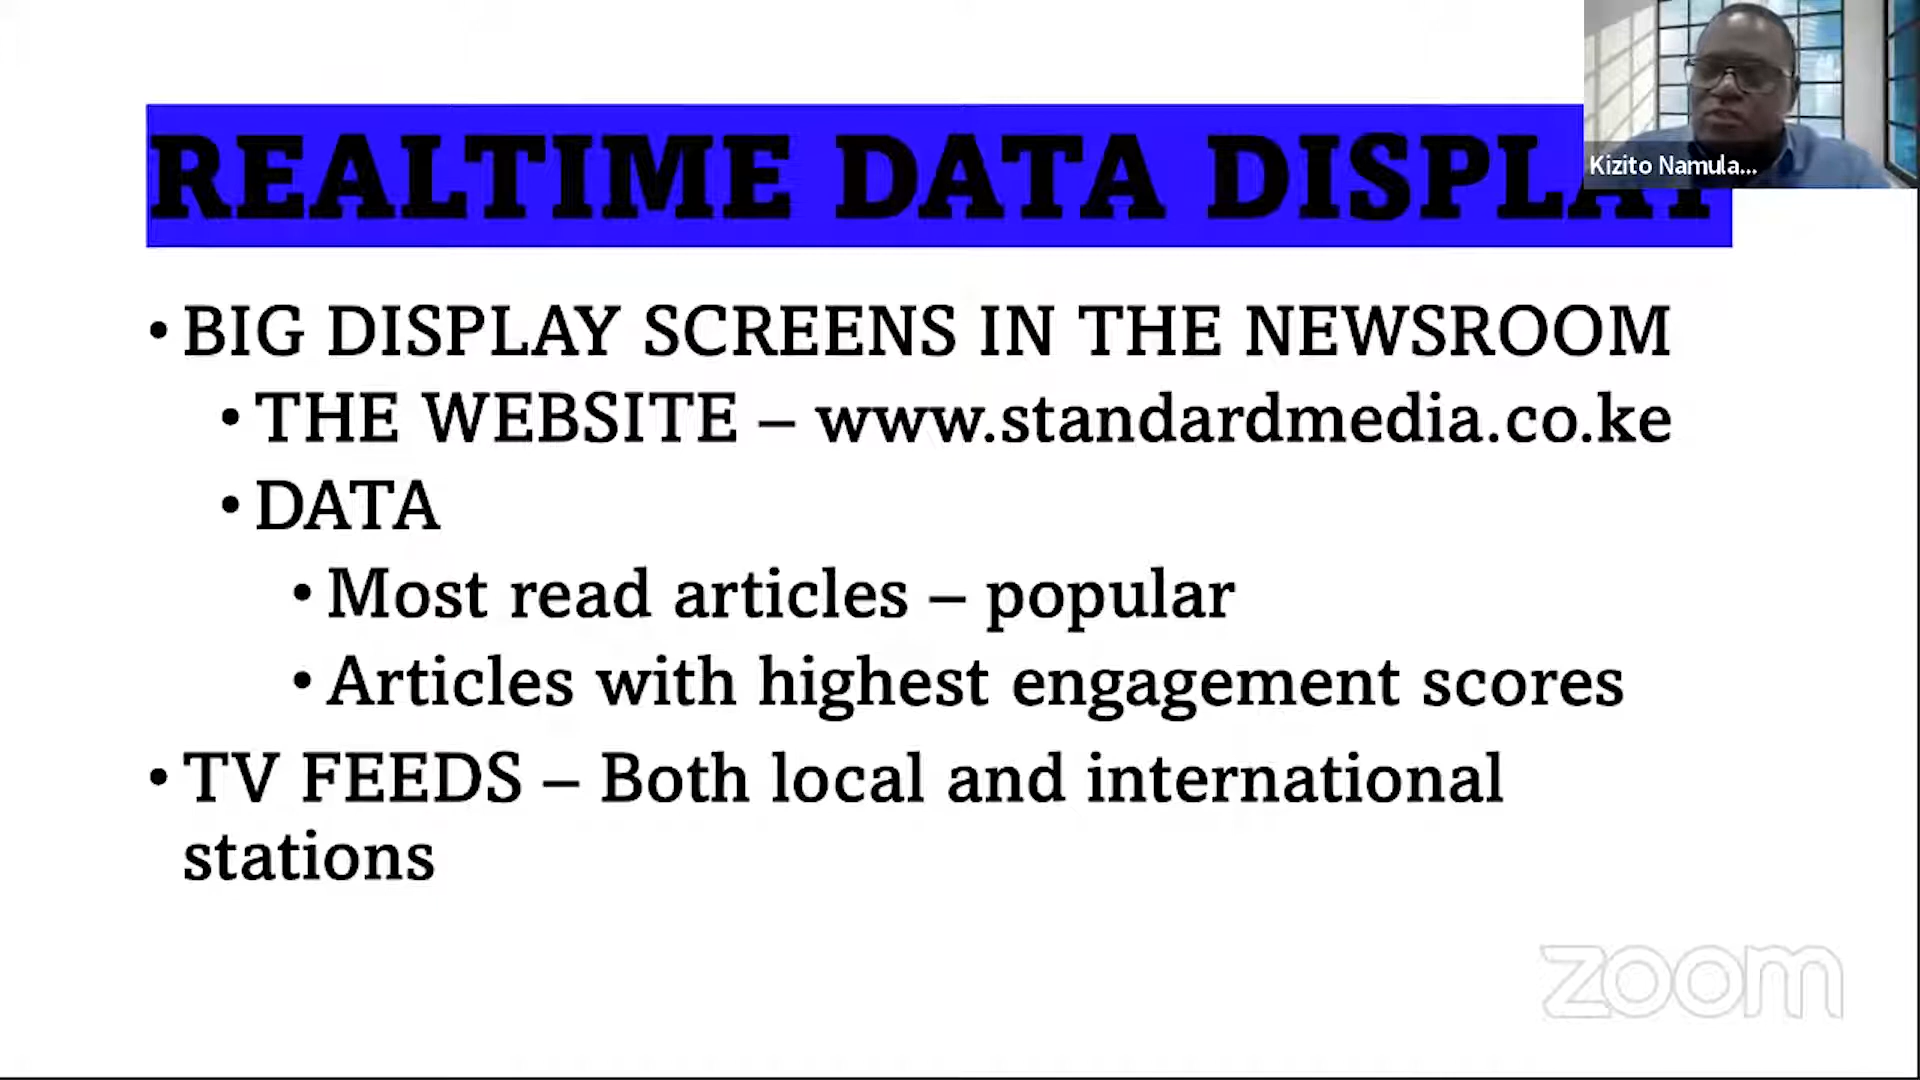 REALTIME DATA DISPLAY
Kizito Namula...
• BIG DISPLAY SCREENS IN THE NEWSROOM
• THE WEBSITE – www.standardmedia.co.ke
• DATA
• Most read articles – popular
• Articles with highest engagement scores
• TV FEEDS – Both local and international
stations
zoom